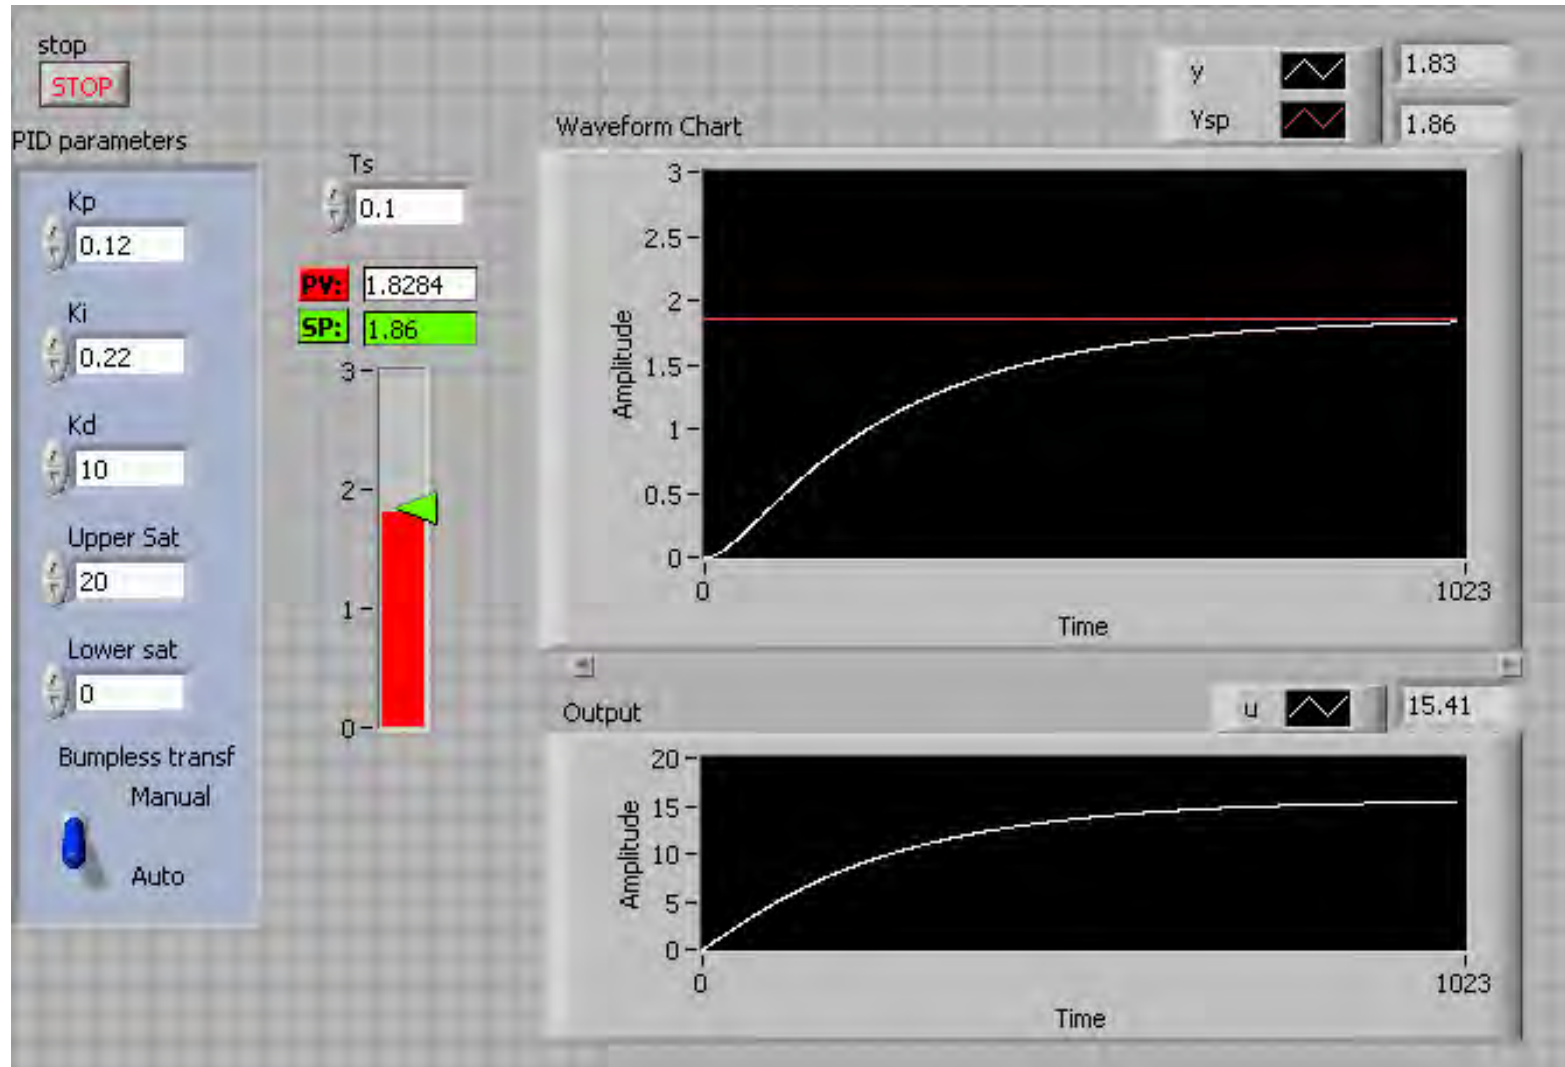 stop
STOP
PID parameters
Kp
0.12
Ki
0.22
Kd
10
Upper Sat
20
Lower sat
0
Bumpless transf
Manual
Auto
Ts
0.1
PV: 1.8284
SP: 1.86
3
2
1
0
Waveform Chart
y 1.83
Ysp 1.86
Amplitude
3
2.5
2
1.5
1
0.5
0
0 1023
Time
Output
u 15.41
Amplitude
20
15
10
5
0
0 1023
Time